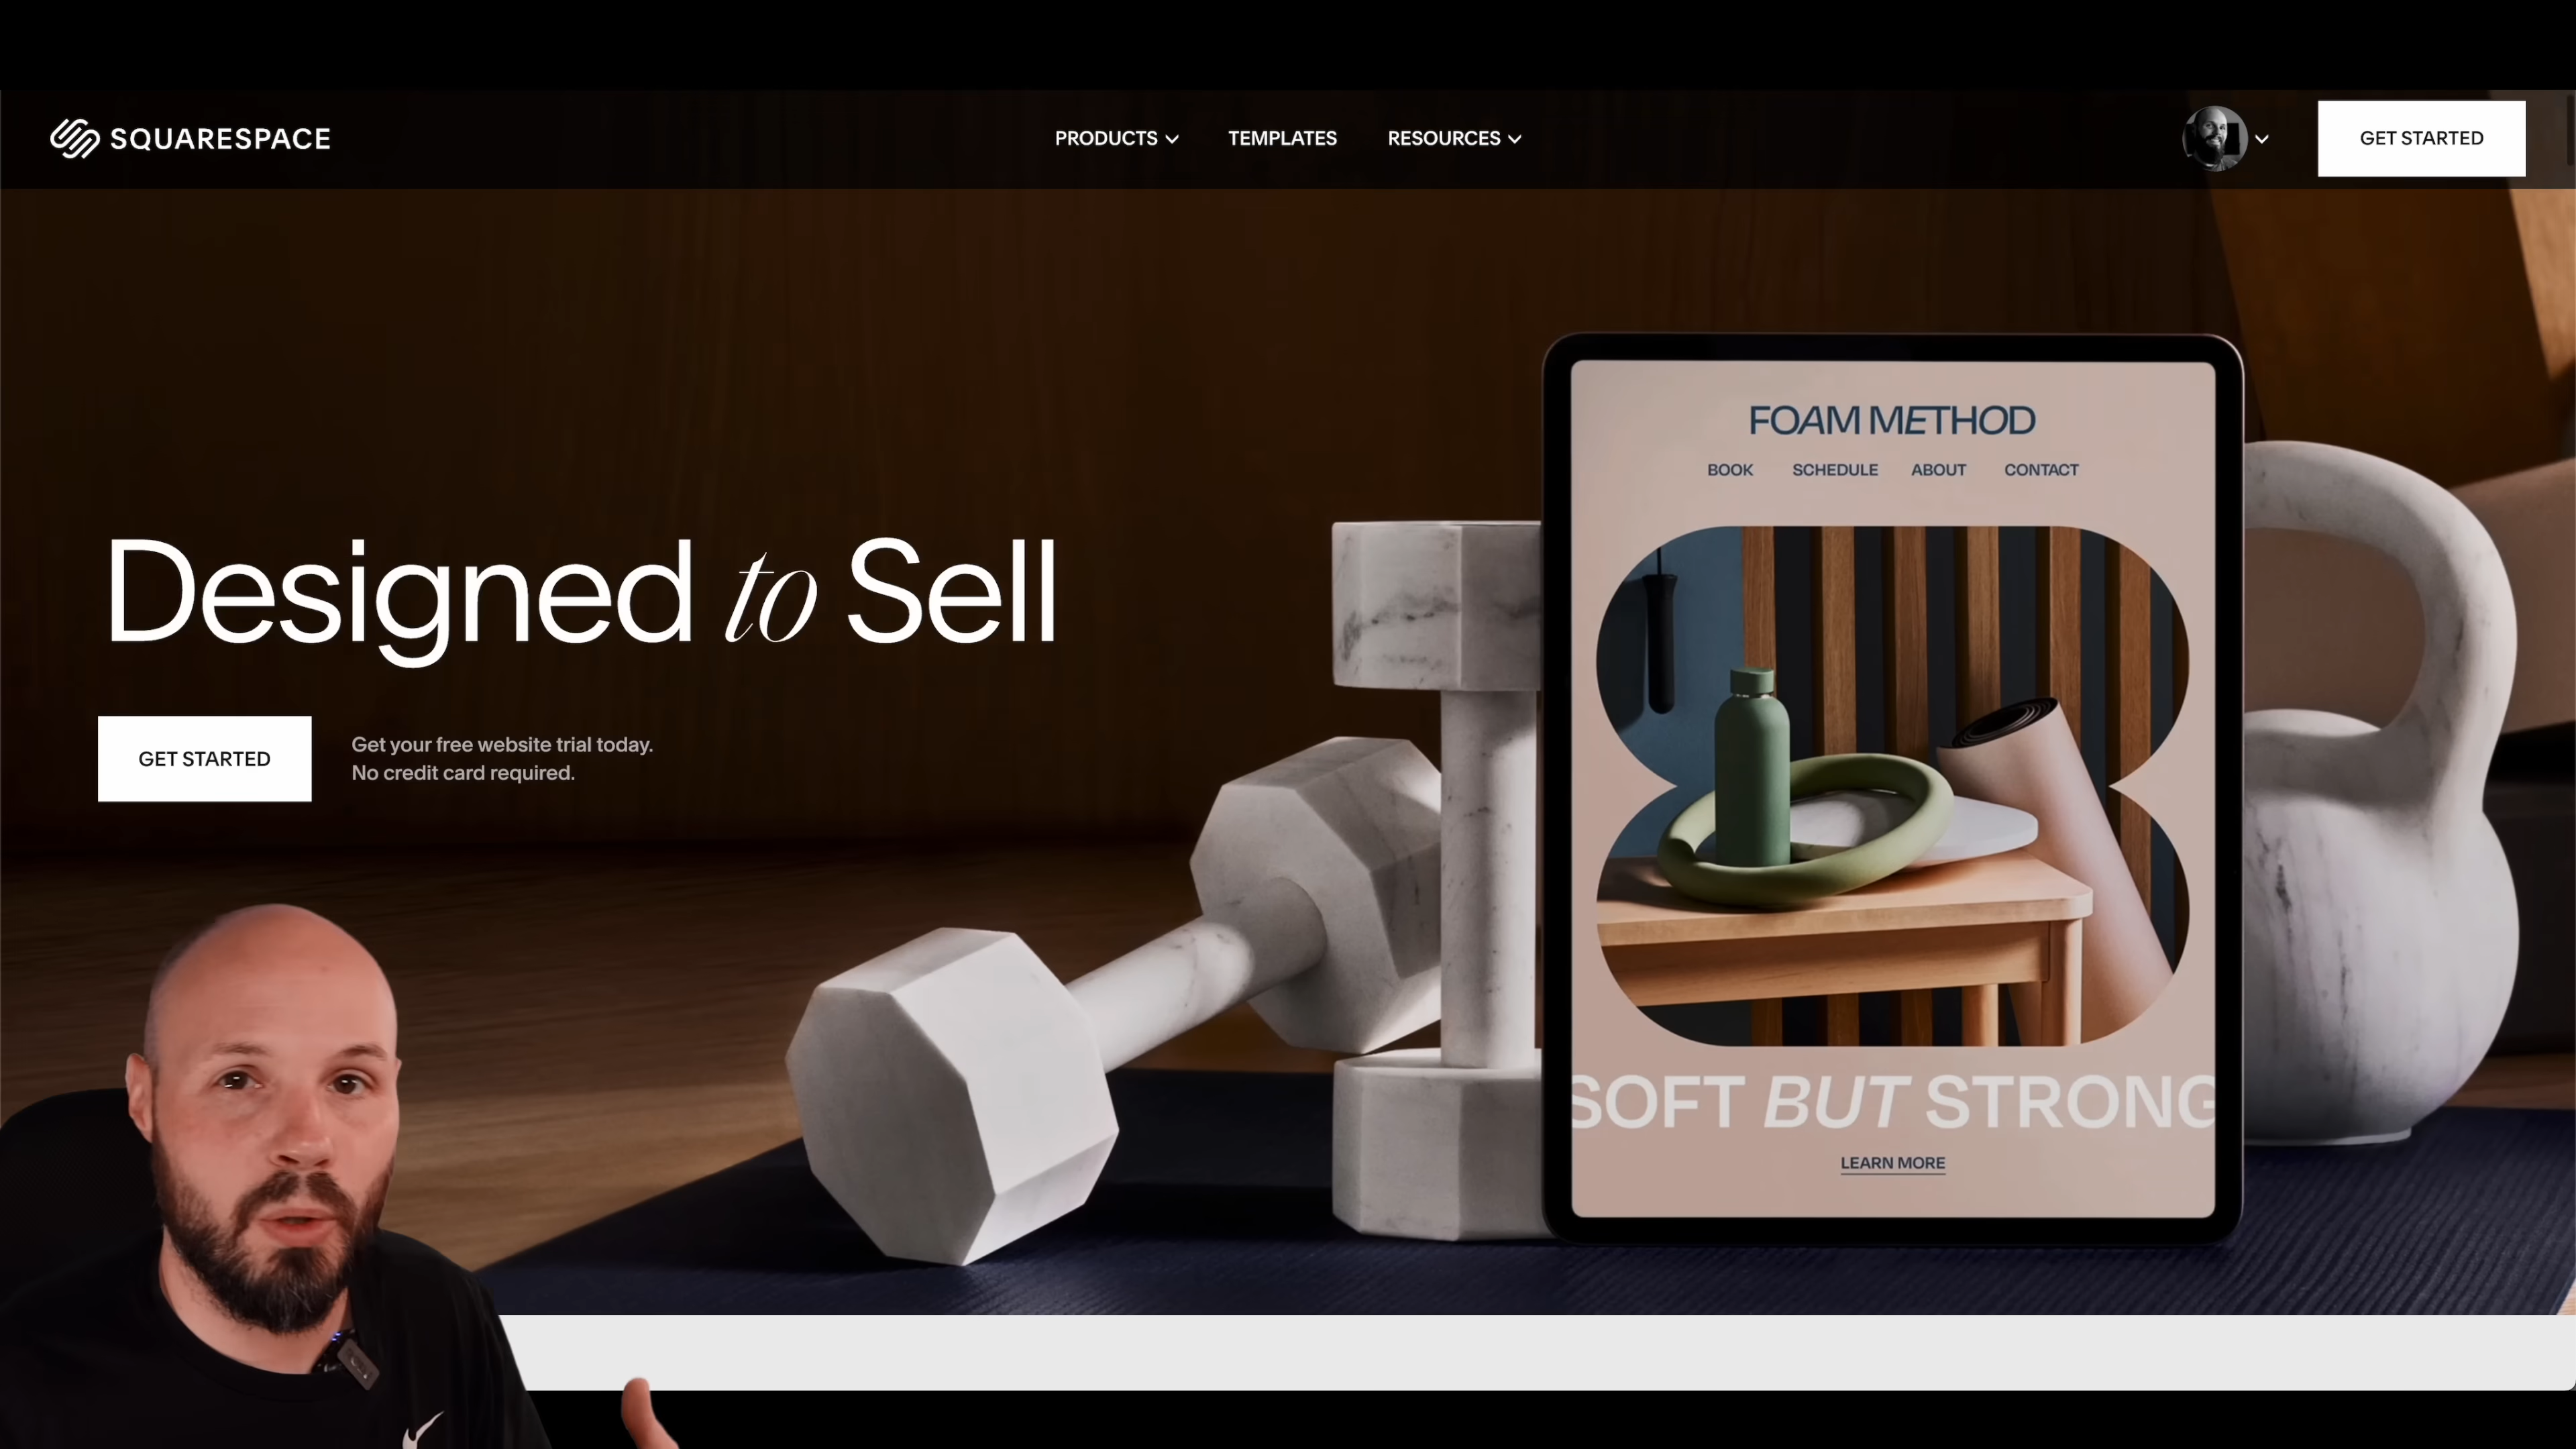 SQUARESPACE
PRODUCTS
TEMPLATES
RESOURCES
GET STARTED
Designed to Sell
GET STARTED
Get your free website trial today.
No credit card required.
FOAM METHOD
BOOK SCHEDULE ABOUT CONTACT
SOFT BUT STRONG
LEARN MORE